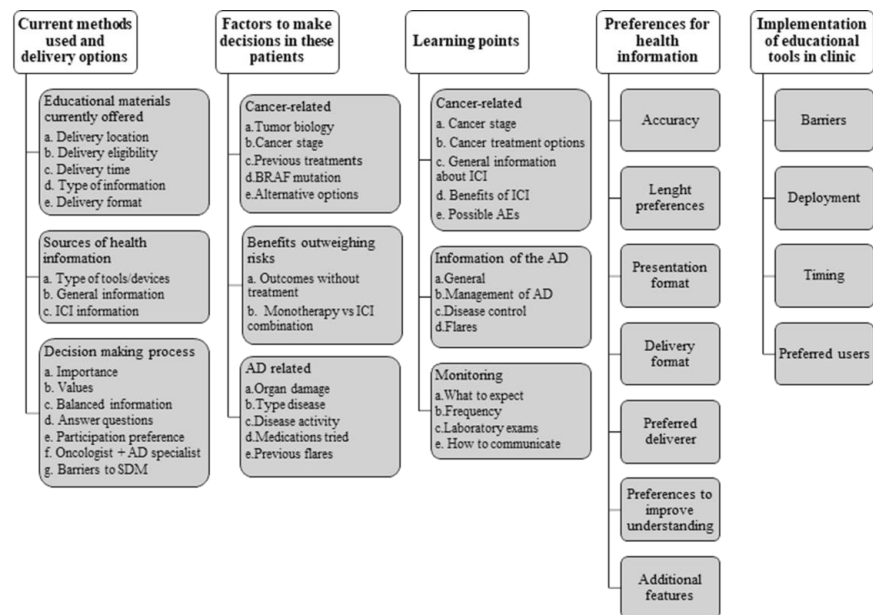 Current methods
used and
delivery options
Educational materials
currently offered
a. Delivery location
b. Delivery eligibility
c. Delivery time
d. Type of information
e. Delivery format
Sources of health
information
a. Type of tools/devices
b. General information
c. ICI information
Decision making process
a. Importance
b. Values
c. Balanced information
d. Answer questions
e. Participation preference
f. Oncologist + AD specialist
g. Barriers to SDM
Factors to make
decisions in these
patients
Cancer-related
a.Tumor biology
b.Cancer stage
c.Previous treatments
d.BRAF mutation
e.Alternative options
Benefits outweighing
risks
a. Outcomes without
treatment
b. Monotherapy vs ICI
combination
AD related
a.Organ damage
b.Type disease
c.Disease activity
d.Medications tried
e.Previous flares
Learning points
Cancer-related
a. Cancer stage
b. Cancer treatment options
c. General information
about ICI
d. Benefits of ICI
e. Possible AEs
Information of the AD
a.General
b.Management of AD
c.Disease control
d.Flares
Monitoring
a.What to expect
b.Frequency
c.Laboratory exams
e. How to communicate
Preferences for
health
information
Accuracy
Lenght
preferences
Presentation
format
Delivery
format
Preferred
deliverer
Preferences to
improve
understanding
Additional
features
Implementation
of educational
tools in clinic
Barriers
Deployment
Timing
Preferred users